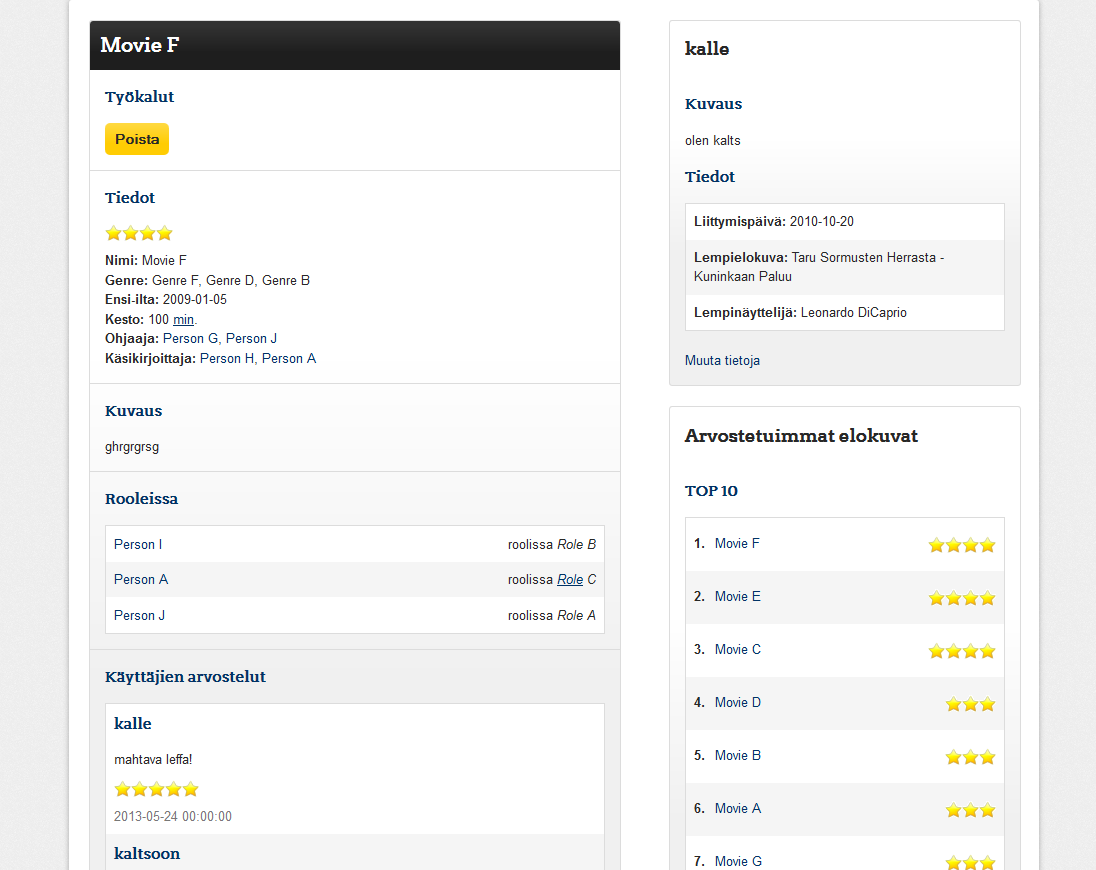 Movie F
Työkalut
Poista
Tiedot
Nimi: Movie F
Genre: Genre F, Genre D, Genre B
Ensi-ilta: 2009-01-05
Kesto: 100 min.
Ohjaaja: Person G, Person J
Käsikirjoittaja: Person H, Person A
Kuvaus
ghrgrgrsg
Rooleissa
Person I roolissa Role B
Person A roolissa Role C
Person J roolissa Role A
Käyttäjien arvostelut
kalle
mahtava leffa!
2013-05-24 00:00:00
kaltsoon
kalle
Kuvaus
olen kalts
Tiedot
Liittymispäivä: 2010-10-20
Lempielokuva: Taru Sormusten Herrasta -
Kuninkaan Paluu
Lempinäyttelijä: Leonardo DiCaprio
Muuta tietoja
Arvostetuimmat elokuvat
TOP 10
1. Movie F
2. Movie E
3. Movie C
4. Movie D
5. Movie B
6. Movie A
7. Movie G